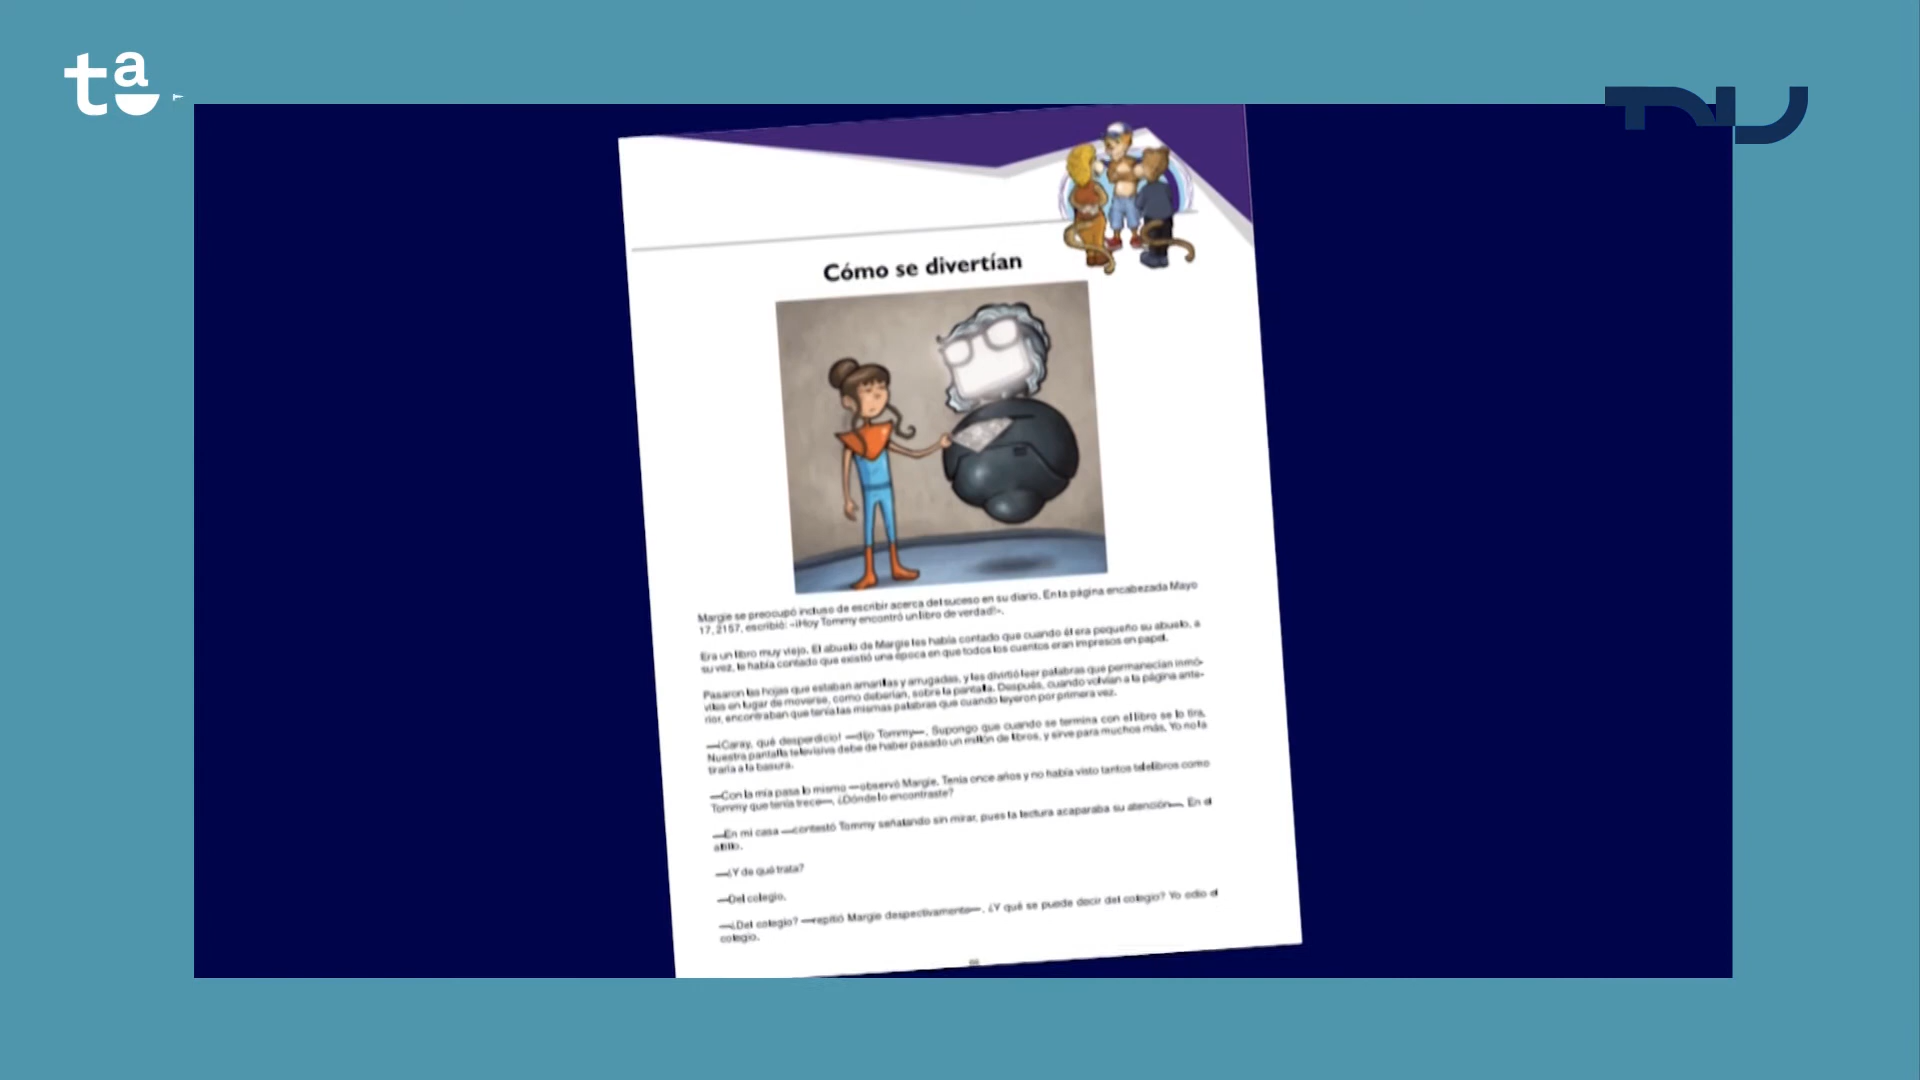 ta
Cómo se divertían
Margie se preocupó incluso de escribir acerca del suceso en su diario. En la página encabezada Mayo
17, 2157, escribió: «¡Hoy Tommy encontró un libro de verdad!».
Era un libro muy viejo. El abuelo de Margie les había contado que cuando él era pequeño su abuelo, a
su vez, le había contado que existió una época en que todos los cuentos eran impresos en papel.
Pasaron las hojas que estaban amarillas y arrugadas, y les divirtió leer palabras que permanecían inmó-
viles en lugar de moverse, como deberían, sobre la pantalla. Después, cuando volvían a la página ante-
rior, encontraban que tenía las mismas palabras que cuando leyeron por primera vez.
—¡Caray, qué desperdicio! —dijo Tommy—. Supongo que cuando se termina con el libro se lo tira.
Nuestra pantalla televisiva debe de haber pasado un millón de libros, y sirve para muchos más. Yo no la
tiraría a la basura.
—Con la mía pasa lo mismo —observó Margie. Tenía once años y no había visto tantos telelibros como
Tommy que tenía trece—. ¿Dónde lo encontraste?
—En mi casa —contestó Tommy señalando sin mirar, pues la lectura acaparaba su atención—. En el
altillo.
—¿Y de qué trata?
—Del colegio.
—¿Del colegio? —repitió Margie despectivamente—. ¿Y qué se puede decir del colegio? Yo odio el
colegio.